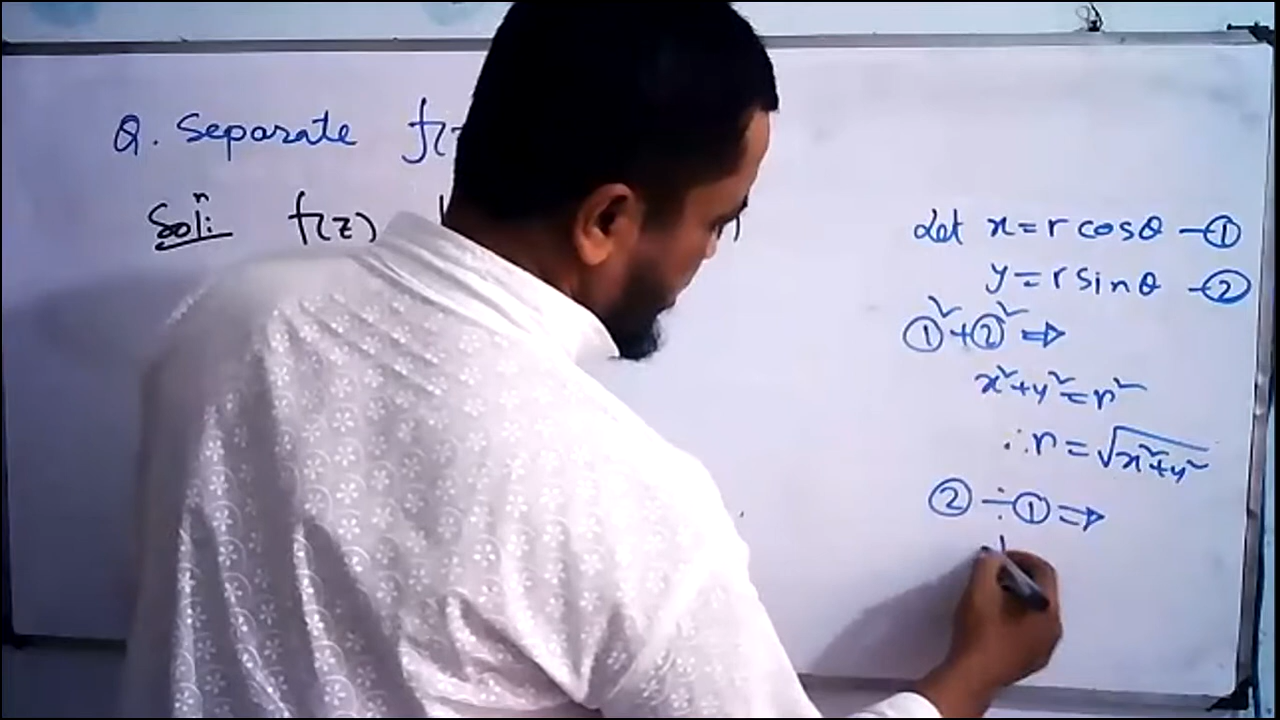 Q. Separate f(
Solⁿ: f(z)
Let x = r cosθ —①
y = r sinθ —②
①² + ②² ⇒
x² + y² = r²
∴ r = √x²+y²
② ÷ ① ⇒